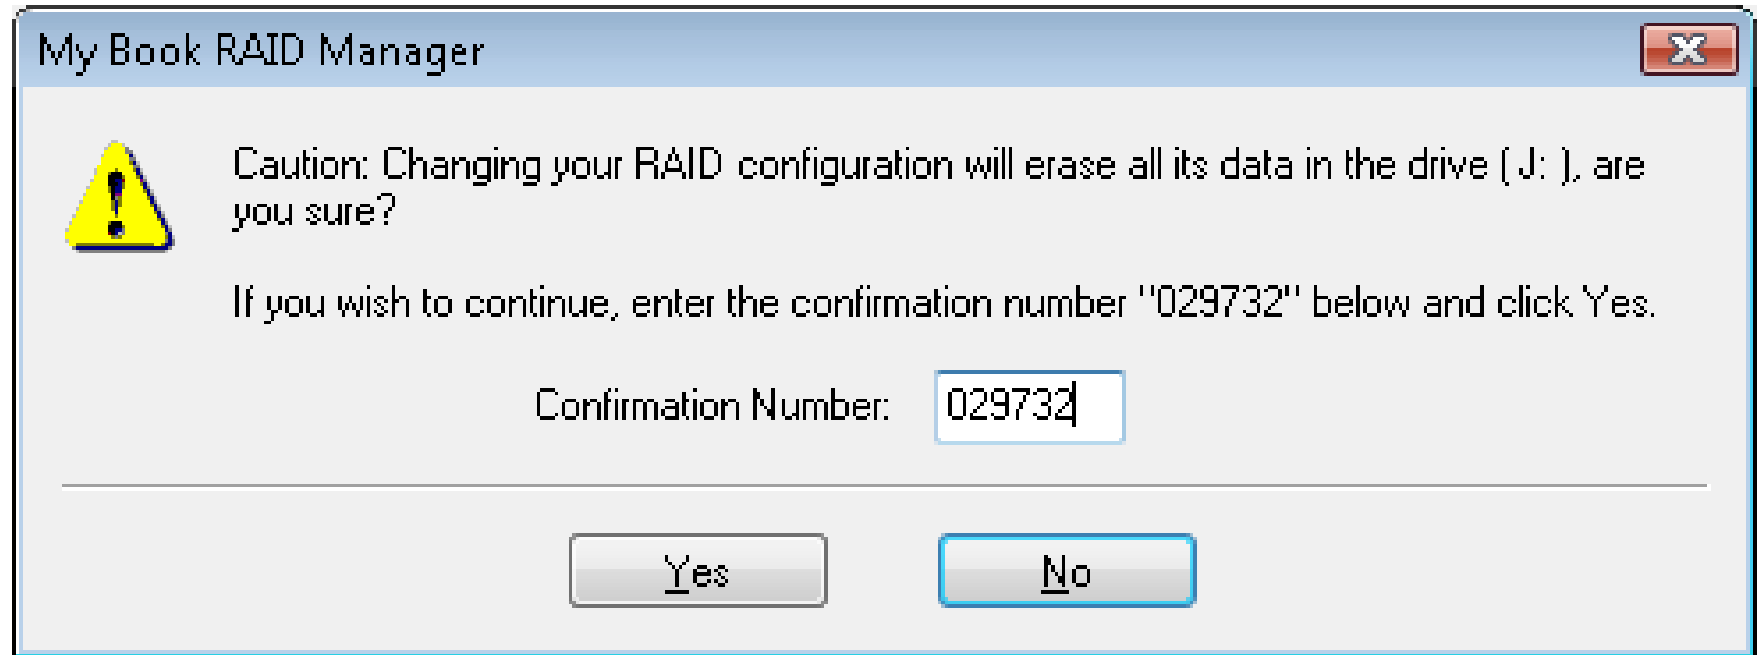 My Book RAID Manager
Caution: Changing your RAID configuration will erase all its data in the drive ( J: ), are
you sure?
If you wish to continue, enter the confirmation number "029732" below and click Yes.
Confirmation Number: 029732
Yes No